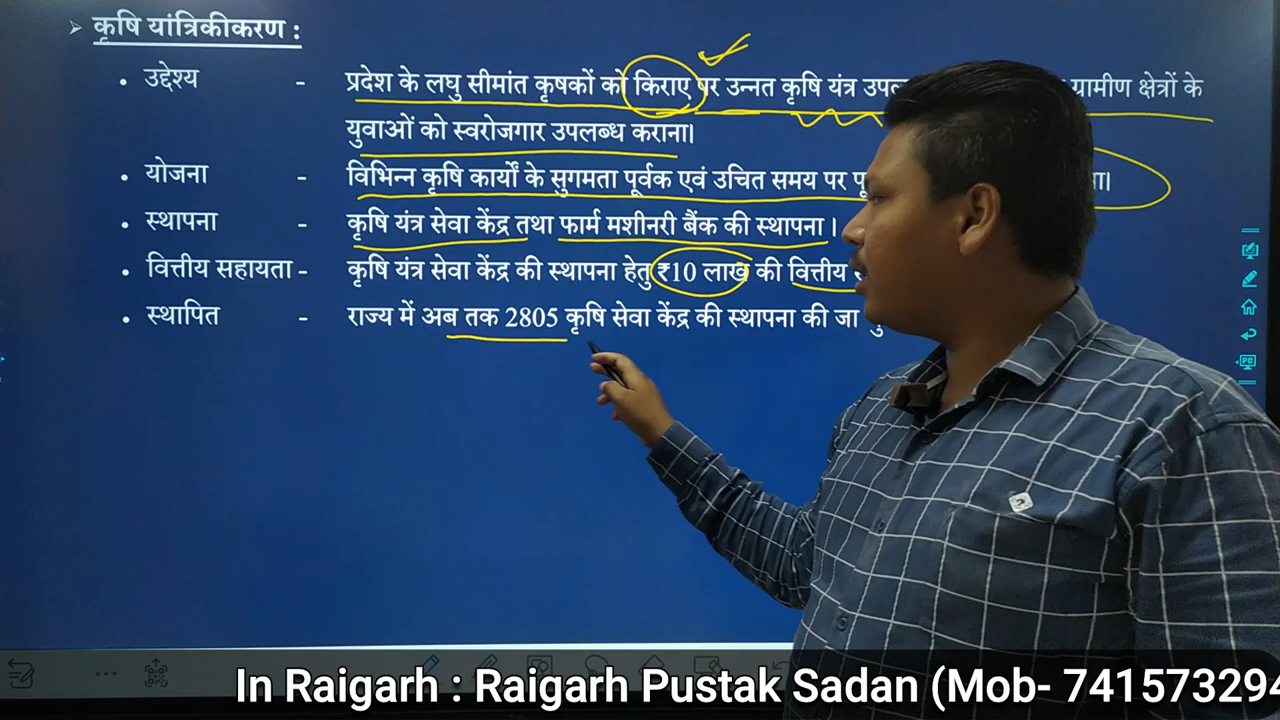 ➢ कृषि यांत्रिकीकरण :
• उद्देश्य - प्रदेश के लघु सीमांत कृषकों को किराए पर उन्नत कृषि यंत्र ग्रामीण क्षेत्रों के
युवाओं को स्वरोजगार उपलब्ध कराना।
• योजना - विभिन्न कृषि कार्यों के सुगमता पूर्वक एवं उचित समय पर
• स्थापना - कृषि यंत्र सेवा केंद्र तथा फार्म मशीनरी बैंक की स्थापना ।
• वित्तीय सहायता - कृषि यंत्र सेवा केंद्र की स्थापना हेतु ₹10 लाख की वित्तीय
• स्थापित - राज्य में अब तक 2805 कृषि सेवा केंद्र की स्थापना की जा
In Raigarh : Raigarh Pustak Sadan (Mob- 741573294